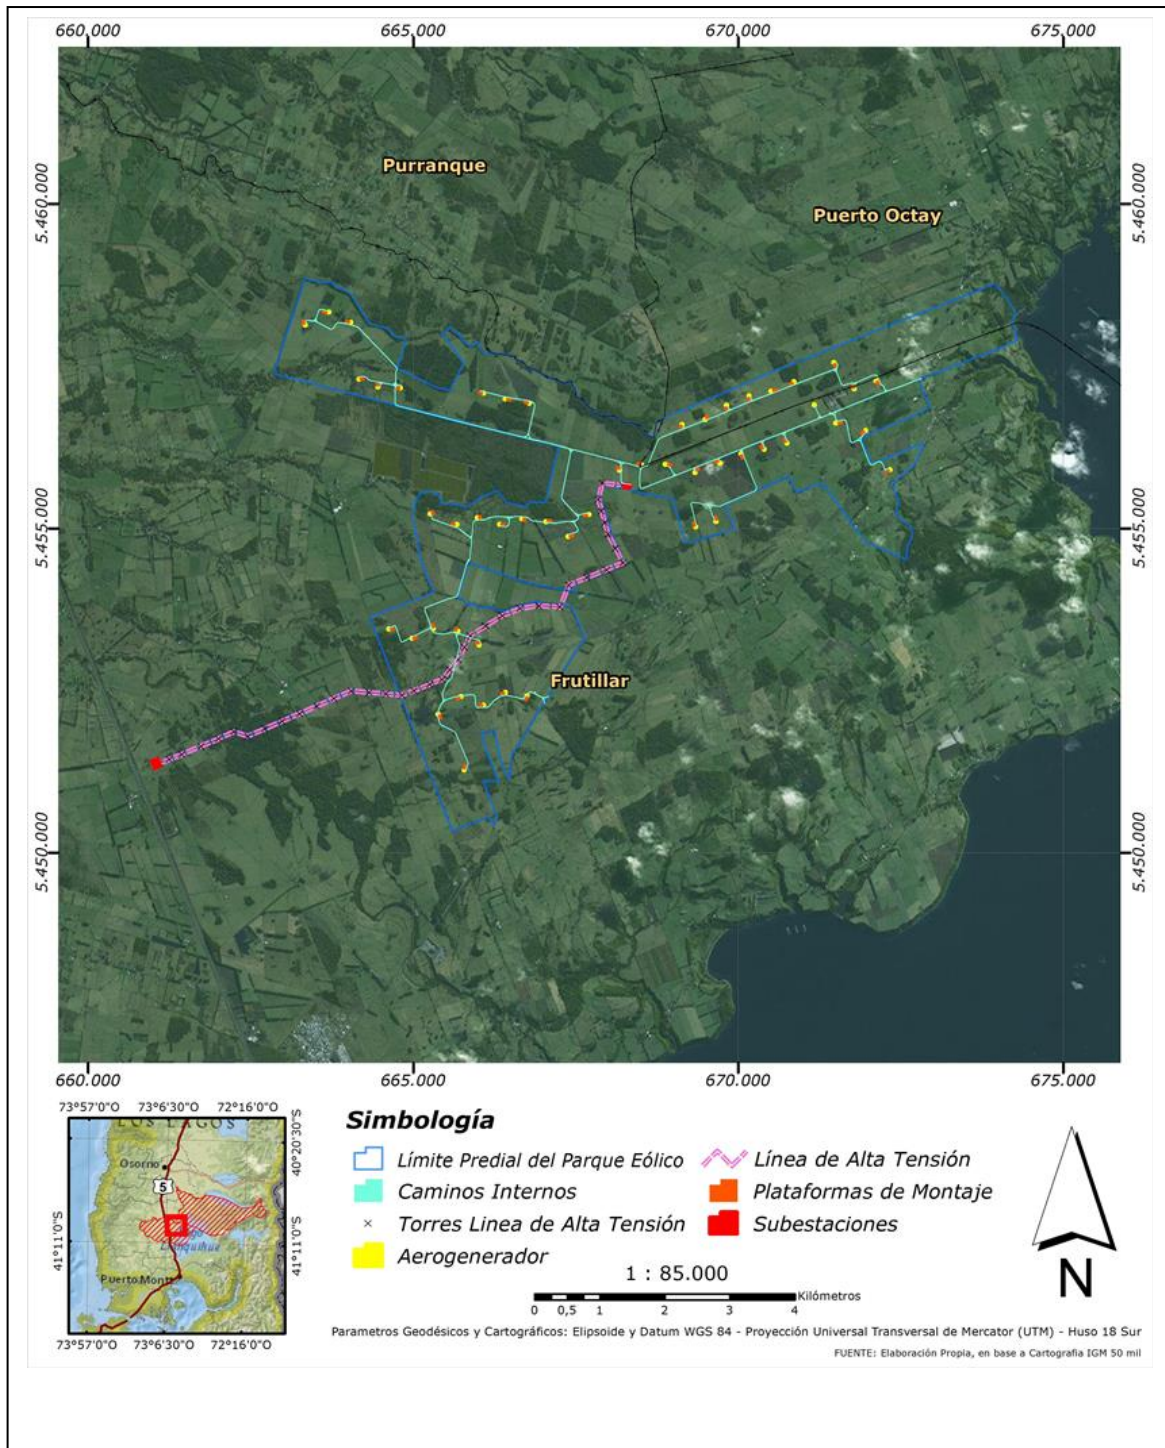 660.000 665.000 670.000 675.000
Purranque
5.460.000 5.460.000
Puerto Octay
5.455.000 5.455.000
Frutillar
5.450.000 5.450.000
660.000 665.000 670.000 675.000
73°57'0"O 73°6'30"O 72°16'0"O
LOS LAGOS
40°20'30"S
Osorno
5
41°11'0"S 41°11'0"S
Llanquihue
Puerto Montt
73°57'0"O 73°6'30"O 72°16'0"O
Simbología
Límite Predial del Parque Eólico
Línea de Alta Tensión
Caminos Internos
Plataformas de Montaje
Torres Linea de Alta Tensión
Subestaciones
Aerogenerador
1 : 85.000
Kilómetros
0 0,5 1 2 3 4
N
Parametros Geodésicos y Cartográficos: Elipsoide y Datum WGS 84 - Proyección Universal Transversal de Mercator (UTM) - Huso 18 Sur
FUENTE: Elaboración Propia, en base a Cartografia IGM 50 mil